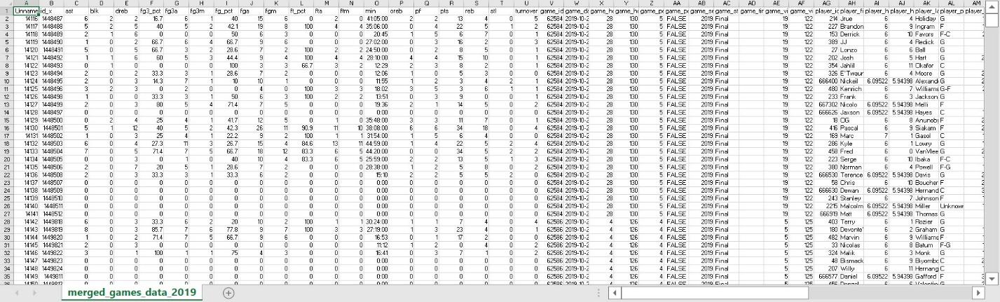 A B C D E F G H I J K L M N O P Q R S T U V W X Y Z AA AB AC AD AE AF AG AH AI AJ AK AL AM
1 Unname id_x ast blk dreb fg3_pct fg3a fg3m fg_pct fga fgm ft_pct fta ftm min oreb pf pts reb stl turnover game_id
2 14116 1448487 6 0 2 16.7 6 1 40 15 6 0 0 0 41:05:00 2 2 13 4 0 5 62584 2019-10-2 28 130 5 FALSE 2019 Final 19 122 214 Jrue 6 4 Holiday G
3 14117 1448488 5 2 5 40 5 2 42.1 19 8 100 4 4 35:06:00 0 4 22 5 1 2 62584 2019-10-2 28 130 5 FALSE 2019 Final 19 122 227 Brandon 6 9 Ingram F
4 14118 1448489 1 1 6 0 0 0 50 6 3 0 0 0 20:45 1 5 6 7 0 1 62584 2019-10-2 28 130 5 FALSE 2019 Final 19 122 153 Derrick 6 10 Favors F-C
5 14119 1448490 1 0 2 66.7 6 4 66.7 9 6 0 0 0 27:02:00 0 3 16 2 0 3 62584 2019-10-2 28 130 5 FALSE 2019 Final 19 122 389 JJ 6 4 Redick G
6 14120 1448491 5 0 5 66.7 3 2 28.6 7 2 100 2 2 24:50:00 0 2 8 5 0 1 62584 2019-10-2 28 130 5 FALSE 2019 Final 19 122 27 Lonzo 6 6 Ball G
7 14121 1448492 1 1 6 60 5 3 44.4 9 4 100 4 4 28:10:00 4 4 15 10 0 1 62584 2019-10-2 28 130 5 FALSE 2019 Final 19 122 202 Josh 6 5 Hart G
8 14122 1448493 0 1 0 0 0 0 100 3 3 66.7 3 2 12:29 2 3 8 2 0 1 62584 2019-10-2 28 130 5 FALSE 2019 Final 19 122 354 Jahlil 6 11 Okafor C
9 14123 1448494 2 0 2 33.3 3 1 28.6 7 2 0 0 0 12:06 1 0 5 3 0 0 62584 2019-10-2 28 130 5 FALSE 2019 Final 19 122 326 E'Twaun 6 4 Moore G
10 14124 1448495 2 0 3 14.3 7 1 10 10 1 0 0 0 11:55 1 2 3 4 2 1 62584 2019-10-2 28 130 5 FALSE 2019 Final 19 122 666400 Nickeil 6.09522 5.94398 Alexand G
11 14125 1448496 3 2 3 0 2 0 0 4 0 100 3 3 18:02 3 5 3 6 1 1 62584 2019-10-2 28 130 5 FALSE 2019 Final 19 122 480 Kenrich 6 7 Williams G-F
12 14126 1448498 1 0 0 33.3 3 1 50 6 3 100 2 2 13:51 0 3 9 0 0 1 62584 2019-10-2 28 130 5 FALSE 2019 Final 19 122 233 Frank 6 3 Jackson G
13 14127 1448499 2 0 3 80 5 4 71.4 7 5 0 0 0 19:36 2 1 14 5 0 0 62584 2019-10-2 28 130 5 FALSE 2019 Final 19 122 667302 Nicolo 6.09522 5.94398 Melli F
14 14128 1448497 0 0 0 0 0 0 0 0 0 0 0 0 0:00 0 0 0 0 0 0 62584 2019-10-2 28 130 5 FALSE 2019 Final 19 122 666626 Jaxson 6.09522 5.94398 Hayes C
15 14129 1448500 0 2 4 25 4 1 41.7 12 5 0 1 0 35:48:00 3 3 11 7 0 1 62584 2019-10-2 28 130 5 FALSE 2019 Final 19 122 18 OG 6 8 Anunoby F
16 14130 1448501 5 1 12 40 5 2 42.3 26 11 90.9 11 10 38:08:00 6 6 34 18 0 4 62584 2019-10-2 28 130 5 FALSE 2019 Final 19 122 416 Pascal 6 9 Siakam F
17 14131 1448502 1 0 3 25 4 1 22.2 9 2 100 1 1 31:54:00 1 5 6 4 0 1 62584 2019-10-2 28 130 5 FALSE 2019 Final 19 122 169 Marc 7 1 Gasol C
18 14132 1448503 6 0 4 27.3 11 3 26.7 15 4 84.6 13 11 44:59:00 1 4 22 5 2 4 62584 2019-10-2 28 130 5 FALSE 2019 Final 19 122 286 Kyle 6 1 Lowry G
19 14133 1448504 7 0 5 71.4 7 5 66.7 18 12 83.3 6 5 44:20:00 0 0 34 5 2 2 62584 2019-10-2 28 130 5 FALSE 2019 Final 19 122 458 Fred 6 0 VanVlee G
20 14134 1448505 0 0 3 0 1 0 40 10 4 83.3 6 5 25:59:00 2 2 13 5 1 3 62584 2019-10-2 28 130 5 FALSE 2019 Final 19 122 223 Serge 6 10 Ibaka F-C
21 14135 1448506 2 0 7 20 5 1 28.6 7 2 0 0 0 28:38:00 1 2 5 8 0 2 62584 2019-10-2 28 130 5 FALSE 2019 Final 19 122 380 Norman 6 4 Powell F-G
22 14136 1448508 2 0 3 33.3 3 1 33.3 6 2 0 0 0 15:10 2 2 5 5 2 0 62584 2019-10-2 28 130 5 FALSE 2019 Final 19 122 666530 Terence 6.09522 5.94398 Davis G
23 14137 1448507 0 0 0 0 0 0 0 0 0 0 0 0 0:00 0 0 0 0 0 0 62584 2019-10-2 28 130 5 FALSE 2019 Final 19 122 58 Chris 6 10 Boucher F
24 14138 1448509 0 0 0 0 0 0 0 0 0 0 0 0 0:00 0 0 0 0 0 0 62584 2019-10-2 28 130 5 FALSE 2019 Final 19 122 666630 Dewan 6.09522 5.94398 Hernand C
25 14139 1448510 0 0 0 0 0 0 0 0 0 0 0 0 0:00 0 0 0 0 0 0 62584 2019-10-2 28 130 5 FALSE 2019 Final 19 122 243 Stanley 6 7 Johnson F
26 14140 1448511 0 0 0 0 0 0 0 0 0 0 0 0 0:00 0 0 0 0 0 0 62584 2019-10-2 28 130 5 FALSE 2019 Final 19 122 2215 Malcolm 6.09522 5.94398 Miller Unknown
27 14141 1448512 0 0 0 0 0 0 0 0 0 0 0 0 0:00 0 0 0 0 0 0 62584 2019-10-2 28 130 5 FALSE 2019 Final 19 122 666919 Matt 6.09522 5.94398 Thomas G
28 14142 1449818 6 0 3 33.3 6 2 20 10 2 100 1 1 30:24:00 1 1 7 4 0 0 62586 2019-10-2 4 126 4 FALSE 2019 Final 5 125 403 Terry 6 1 Rozier G
29 14143 1449819 8 0 3 85.7 7 6 77.8 9 7 100 3 3 27:19:00 1 3 23 4 0 1 62586 2019-10-2 4 126 4 FALSE 2019 Final 5 125 180 Devonte' 6 2 Graham G
30 14144 1449820 1 0 2 71.4 7 5 66.7 9 6 0 0 0 16:53 0 1 17 2 0 0 62586 2019-10-2 4 126 4 FALSE 2019 Final 5 125 482 Marvin 6 9 Williams F
31 14145 1449821 2 0 3 0 0 0 0 0 0 0 0 0 11:12 1 2 0 4 0 2 62586 2019-10-2 4 126 4 FALSE 2019 Final 5 125 33 Nicolas 6 8 Batum F-G
32 14146 1449822 3 0 1 100 1 1 75 4 3 0 0 0 16:41 0 3 7 1 0 2 62586 2019-10-2 4 126 4 FALSE 2019 Final 5 125 324 Malik 6 3 Monk G
33 14147 1449823 0 0 0 0 0 0 0 0 0 0 0 0 0:00 0 0 0 0 0 0 62586 2019-10-2 4 126 4 FALSE 2019 Final 5 125 48 Bismack 6 9 Biyombo C
34 14148 1449824 0 0 0 0 0 0 0 0 0 0 0 0 0:00 0 0 0 0 0 0 62586 2019-10-2 4 126 4 FALSE 2019 Final 5 125 207 Willy 6 11 Hernang C
35 14149 1449811 0 0 0 0 0 0 0 0 0 0 0 0 0:00 0 0 0 0 0 0 62586 2019-10-2 4 126 4 FALSE 2019 Final 5 125 666577 Daniel 6.09522 5.94398 Gafford F
merged_games_data_2019